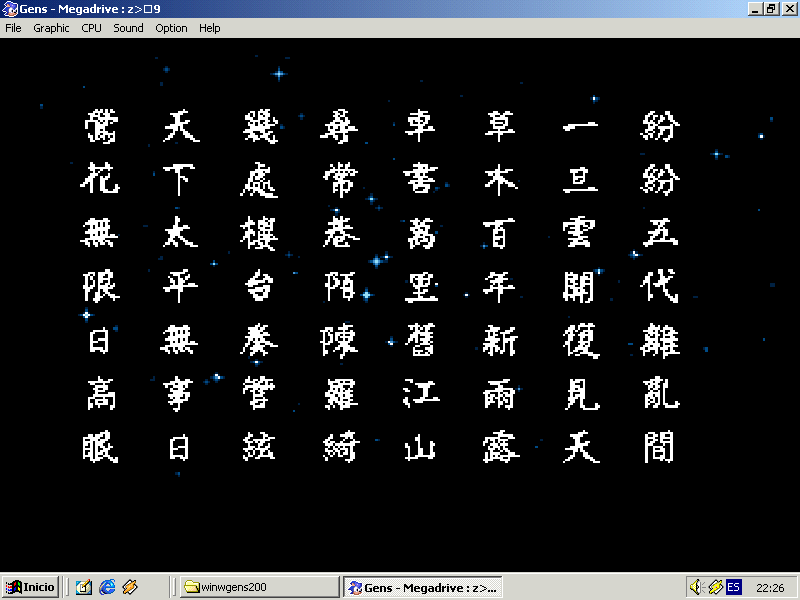 Gens - Megadrive : z>□9
File Graphic CPU Sound Option Help
紛紛五代離亂間
一旦雲開復見天
草木百年新雨露
車書萬里舊江山
尋常巷陌陳羅綺
幾處樓台奏管絃
天下太平無事日
鶯花無限日高眠
Inicio winwgens200 Gens - Megadrive : z>... ES 22:26